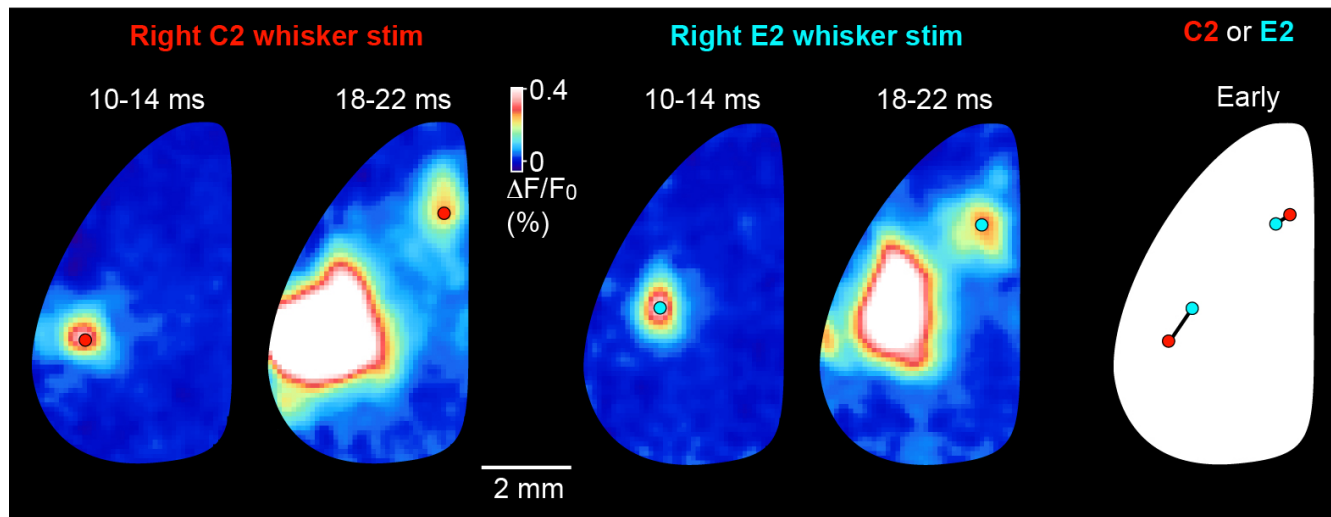 Right C2 whisker stim
Right E2 whisker stim
C2 or E2
10-14 ms
18-22 ms
0.4
0
ΔF/F₀
(%)
10-14 ms
18-22 ms
Early
2 mm